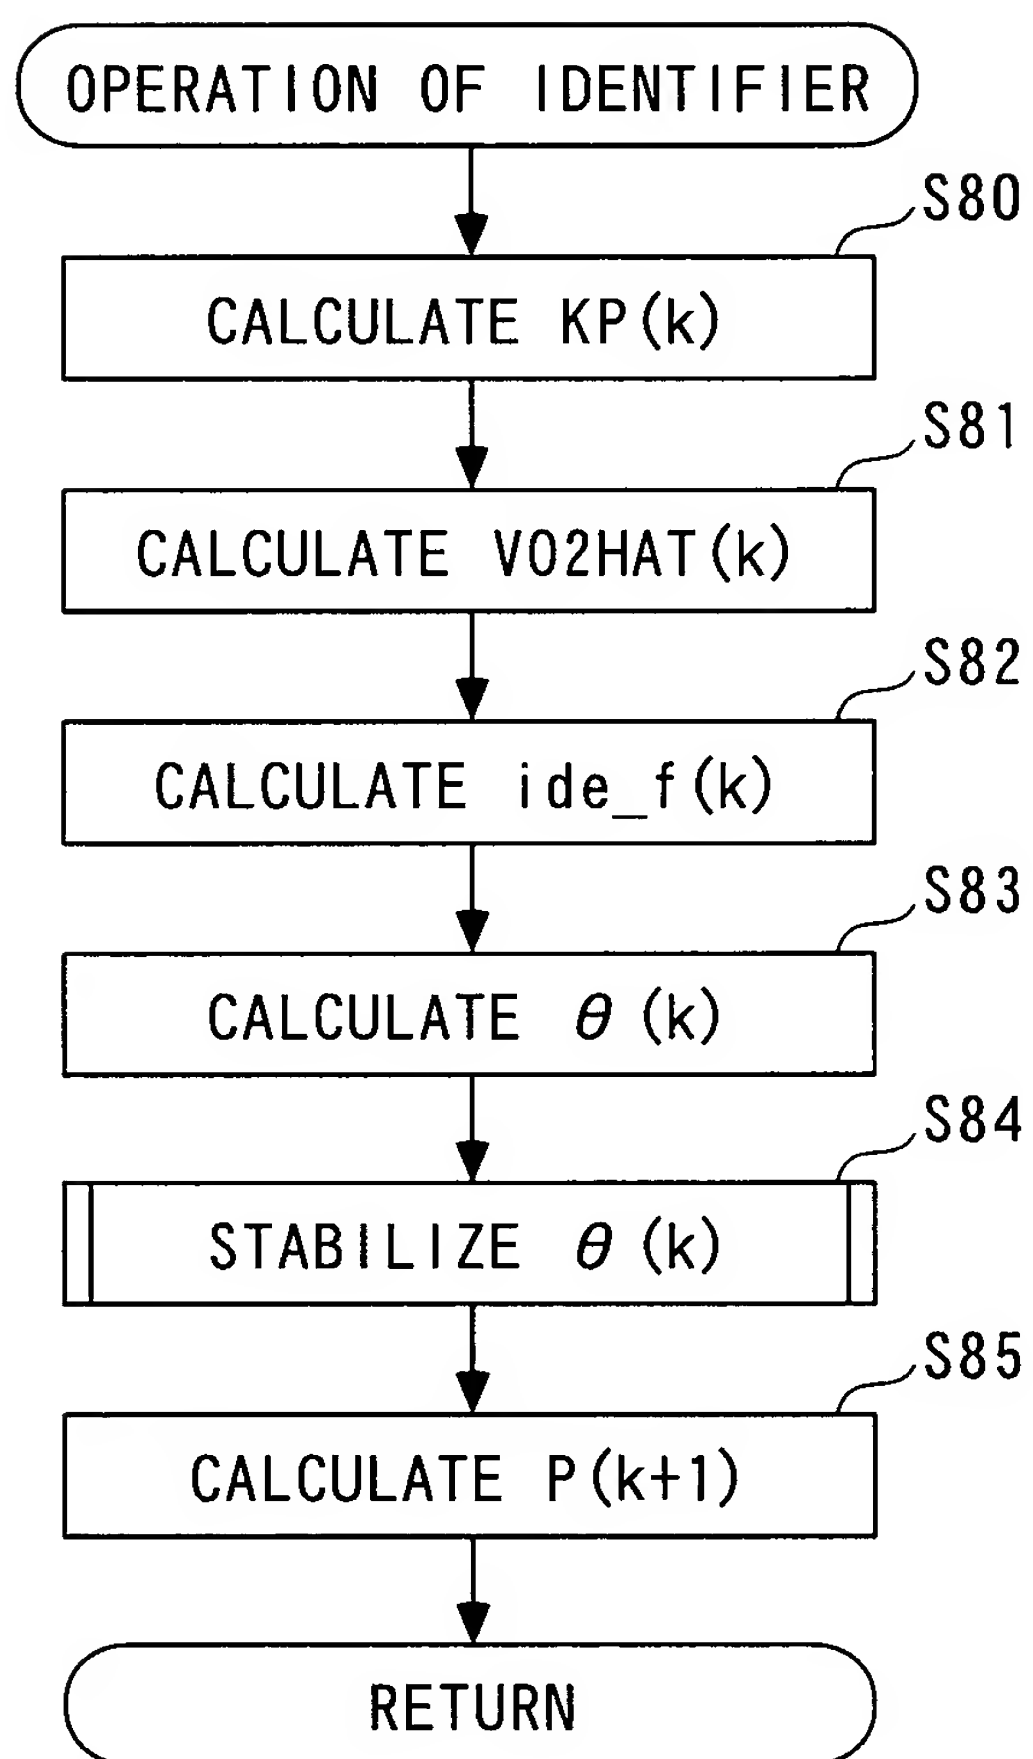 OPERATION OF IDENTIFIER
S80
CALCULATE KP(k)
S81
CALCULATE VO2HAT(k)
S82
CALCULATE ide_f(k)
S83
CALCULATE θ(k)
S84
STABILIZE θ(k)
S85
CALCULATE P(k+1)
RETURN